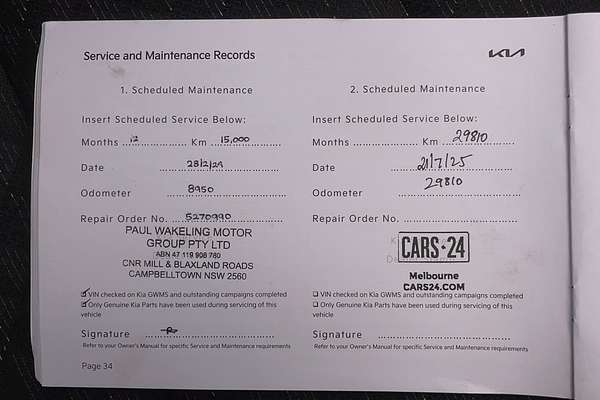 Service and Maintenance Records
KIA
1. Scheduled Maintenance
Insert Scheduled Service Below:
Months 12 Km 15,000
Date 28/2/24
Odometer 8950
Repair Order No. 5270990
PAUL WAKELING MOTOR
GROUP PTY LTD
ABN 47 119 908 780
CNR MILL & BLAXLAND ROADS
CAMPBELLTOWN NSW 2560
VIN checked on Kia GWMS and outstanding campaigns completed
Only Genuine Kia Parts have been used during servicing of this
vehicle
Signature
Refer to your Owner's Manual for specific Service and Maintenance requirements
Page 34
2. Scheduled Maintenance
Insert Scheduled Service Below:
Months Km 29810
Date 21/7/25
Odometer 29810
Repair Order No.
CARS24
Melbourne
CARS24.COM
VIN checked on Kia GWMS and outstanding campaigns completed
Only Genuine Kia Parts have been used during servicing of this
vehicle
Signature
Refer to your Owner's Manual for specific Service and Maintenance requirements